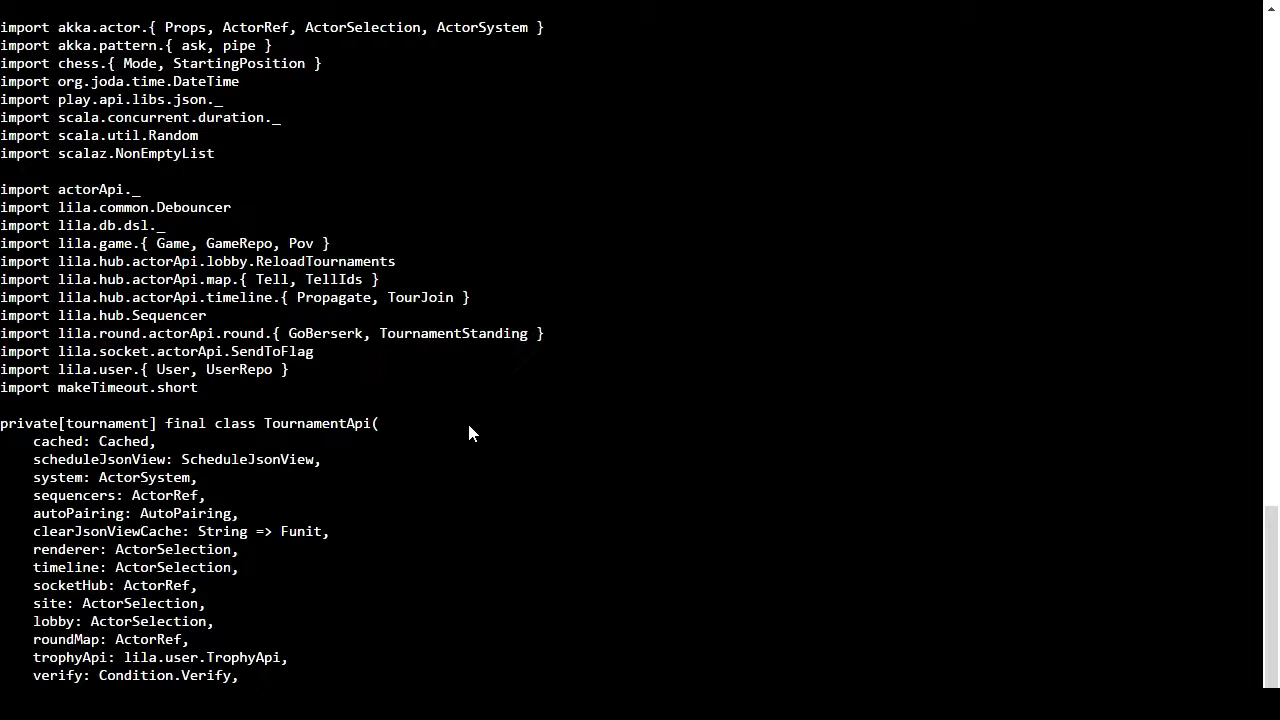 import akka.actor.{ Props, ActorRef, ActorSelection, ActorSystem }
import akka.pattern.{ ask, pipe }
import chess.{ Mode, StartingPosition }
import org.joda.time.DateTime
import play.api.libs.json._
import scala.concurrent.duration._
import scala.util.Random
import scalaz.NonEmptyList
import actorApi._
import lila.common.Debouncer
import lila.db.dsl._
import lila.game.{ Game, GameRepo, Pov }
import lila.hub.actorApi.lobby.ReloadTournaments
import lila.hub.actorApi.map.{ Tell, TellIds }
import lila.hub.actorApi.timeline.{ Propagate, TourJoin }
import lila.hub.Sequencer
import lila.round.actorApi.round.{ GoBerserk, TournamentStanding }
import lila.socket.actorApi.SendToFlag
import lila.user.{ User, UserRepo }
import makeTimeout.short
private[tournament] final class TournamentApi(
    cached: Cached,
    scheduleJsonView: ScheduleJsonView,
    system: ActorSystem,
    sequencers: ActorRef,
    autoPairing: AutoPairing,
    clearJsonViewCache: String => Funit,
    renderer: ActorSelection,
    timeline: ActorSelection,
    socketHub: ActorRef,
    site: ActorSelection,
    lobby: ActorSelection,
    roundMap: ActorRef,
    trophyApi: lila.user.TrophyApi,
    verify: Condition.Verify,